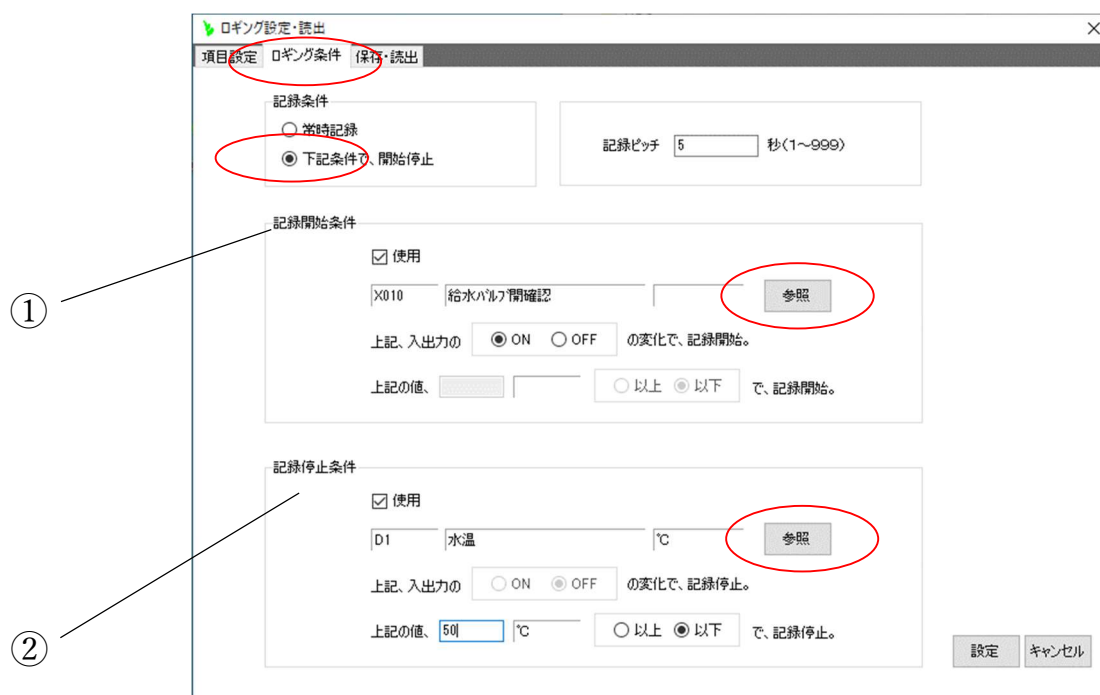 ロギング設定・読出
項目設定 ロギング条件 保存・読出
記録条件
常時記録
下記条件で、開始停止
記録ピッチ 5 秒(1～999)
記録開始条件
使用
X010 給水ﾊﾞﾙﾌﾞ開確認 参照
上記、入出力の ON OFF の変化で、記録開始。
上記の値、 以上 以下 で、記録開始。
①
記録停止条件
使用
D1 水温 ℃ 参照
上記、入出力の ON OFF の変化で、記録停止。
上記の値、 50 ℃ 以上 以下 で、記録停止。
②
設定 キャンセル